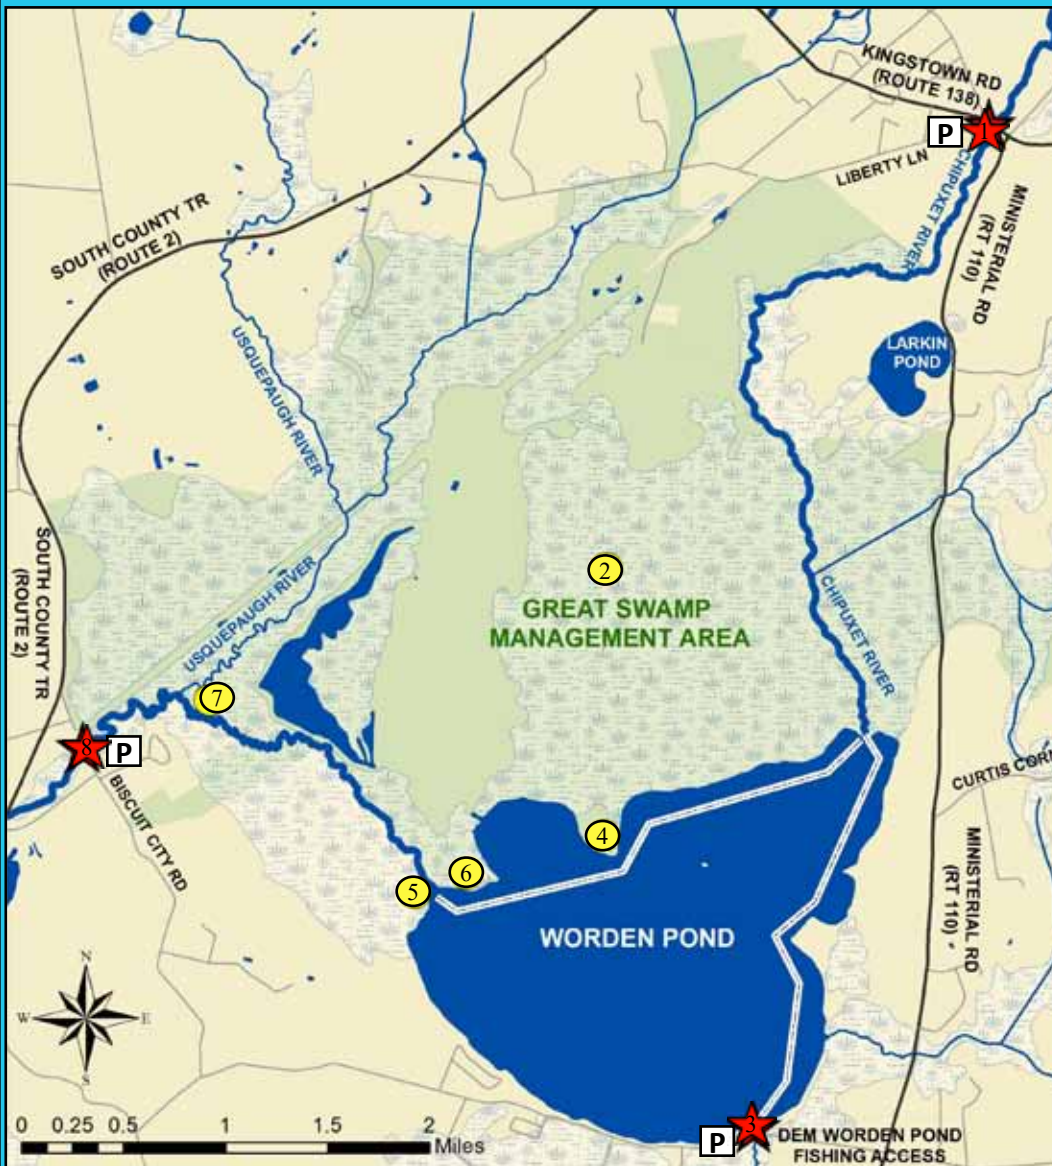 KINGSTOWN RD
(ROUTE 138)
P
1
LIBERTY LN
CHIPUXET RIVER
MINISTERIAL RD
(RT 110)
SOUTH COUNTY TR
(ROUTE 2)
USQUEPAUGH RIVER
LARKIN
POND
SOUTH COUNTY TR
(ROUTE 2)
2
GREAT SWAMP
MANAGEMENT AREA
USQUEPAUGH RIVER
CHIPUXET RIVER
7
8
P
BISCUIT CITY RD
CURTIS CORN
4
6
5
MINISTERIAL RD
(RT 110)
WORDEN POND
N
W
E
S
0 0.25 0.5 1 1.5 2
Miles
3
P
DEM WORDEN POND
FISHING ACCESS